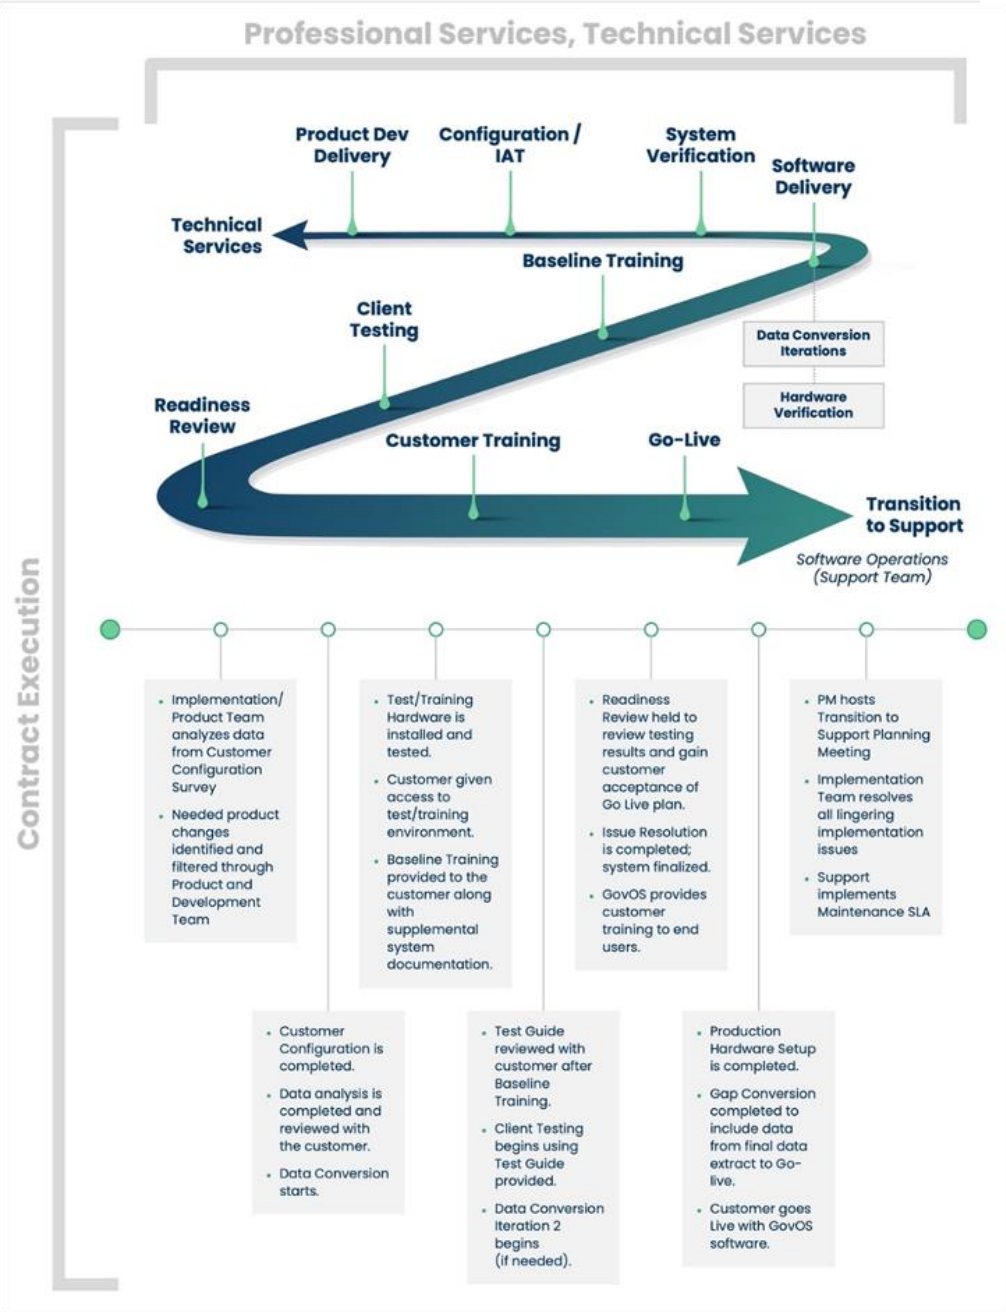 Professional Services, Technical Services
Product Dev
Delivery
Configuration /
IAT
System
Verification
Software
Delivery
Technical
Services
Baseline Training
Client
Testing
Data Conversion
Iterations
Hardware
Verification
Readiness
Review
Customer Training
Go-Live
Transition
to Support
Software Operations
(Support Team)
Contract Execution
• Implementation/
Product Team
analyzes data
from Customer
Configuration
Survey
• Needed product
changes
identified and
filtered through
Product and
Development
Team
• Customer
Configuration is
completed.
• Data analysis is
completed and
reviewed with
the customer.
• Data Conversion
starts.
• Test/Training
Hardware is
installed and
tested.
• Customer given
access to
test/training
environment.
• Baseline Training
provided to the
customer along
with
supplemental
system
documentation.
• Test Guide
reviewed with
customer after
Baseline
Training.
• Client Testing
begins using
Test Guide
provided.
• Data Conversion
Iteration 2
begins
(if needed).
• Readiness
Review held to
review testing
results and gain
customer
acceptance of
Go Live plan.
• Issue Resolution
is completed;
system finalized.
• GovOS provides
customer
training to end
users.
• Production
Hardware Setup
is completed.
• Gap Conversion
completed to
include data
from final data
extract to Go-
live.
• Customer goes
Live with GovOS
software.
• PM hosts
Transition to
Support Planning
Meeting
• Implementation
Team resolves
all lingering
implementation
issues
• Support
implements
Maintenance SLA